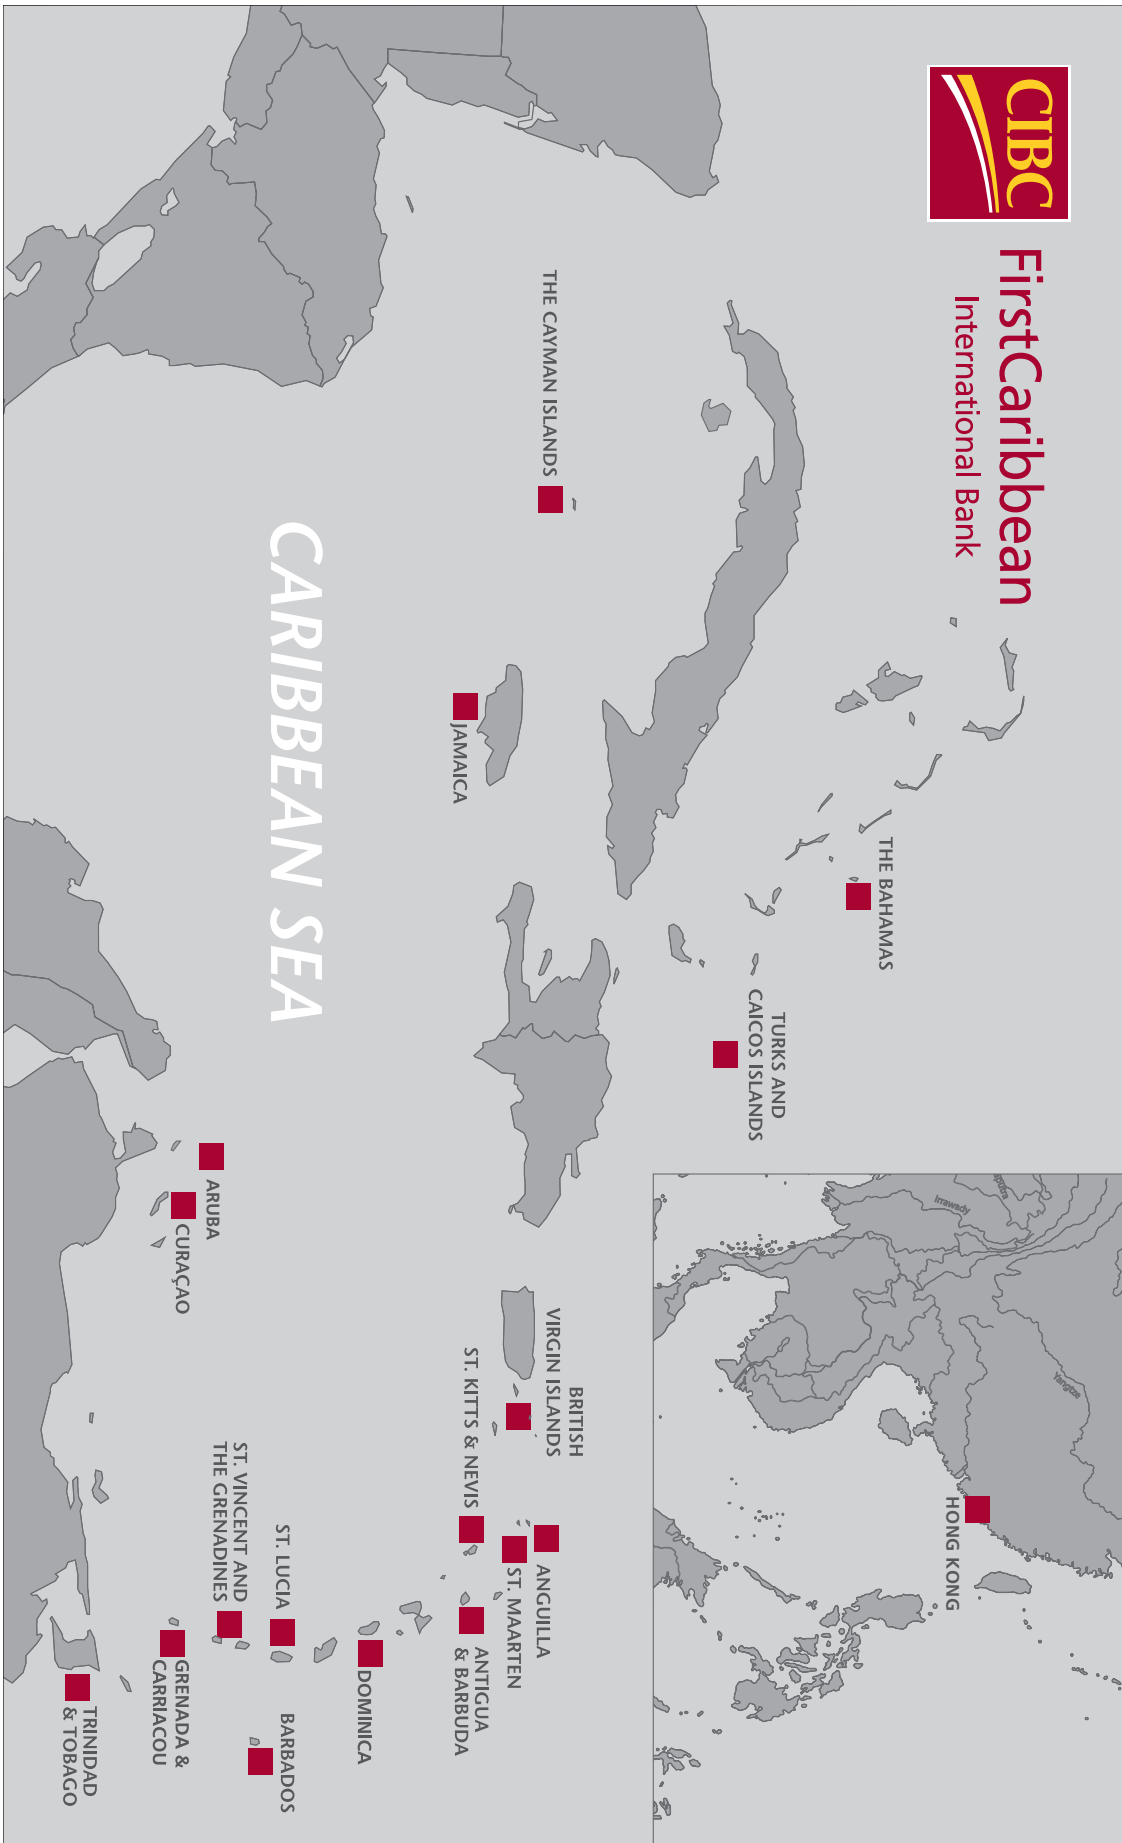 CIBC
FirstCaribbean
International Bank
THE BAHAMAS
TURKS AND
CAICOS ISLANDS
THE CAYMAN ISLANDS
JAMAICA
CARIBBEAN SEA
BRITISH
VIRGIN ISLANDS
ANGUILLA
ST. MAARTEN
ST. KITTS & NEVIS
ANTIGUA
& BARBUDA
DOMINICA
ST. LUCIA
BARBADOS
ST. VINCENT AND
THE GRENADINES
GRENADA &
CARRIACOU
TRINIDAD
& TOBAGO
ARUBA
CURAÇAO
Irrawady
Yangtze
HONG KONG